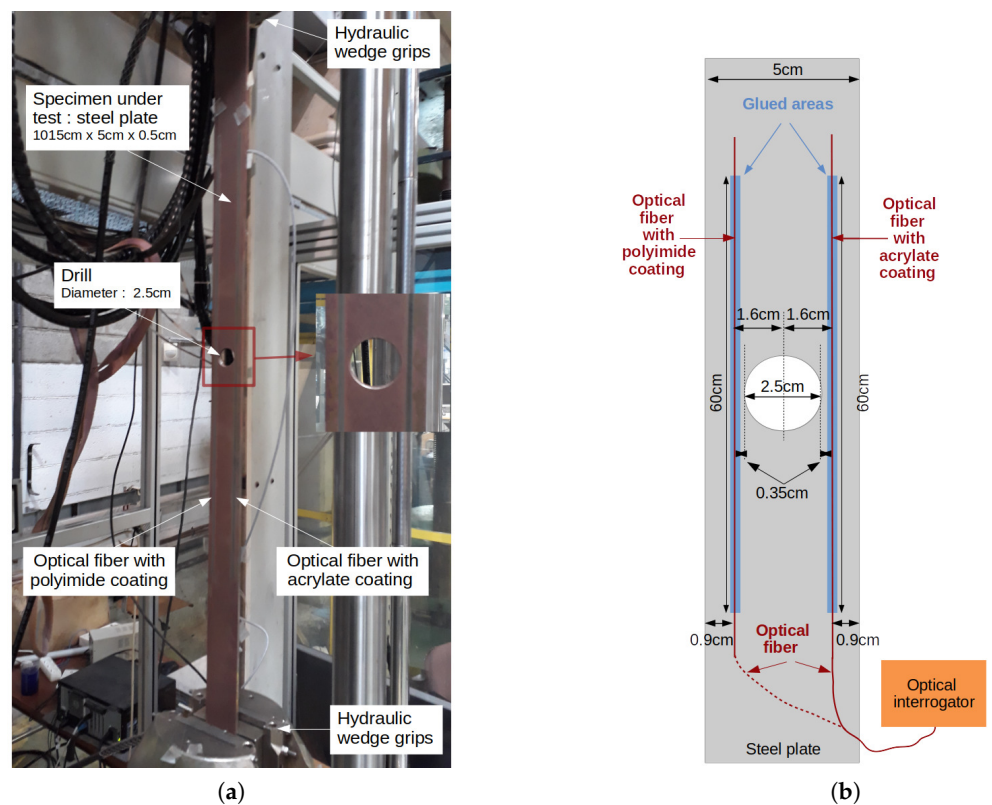 Hydraulic
wedge grips
Specimen under
test : steel plate
1015cm x 5cm x 0.5cm
Drill
Diameter :  2.5cm
Optical fiber with
polyimide coating
Optical fiber with
acrylate coating
Hydraulic
wedge grips
(a)
5cm
Glued areas
Optical
fiber
with
polyimide
coating
Optical
fiber
with
acrylate
coating
1.6cm
1.6cm
60cm
2.5cm
60cm
0.35cm
0.9cm
0.9cm
Optical
fiber
Optical
interrogator
Steel plate
(b)